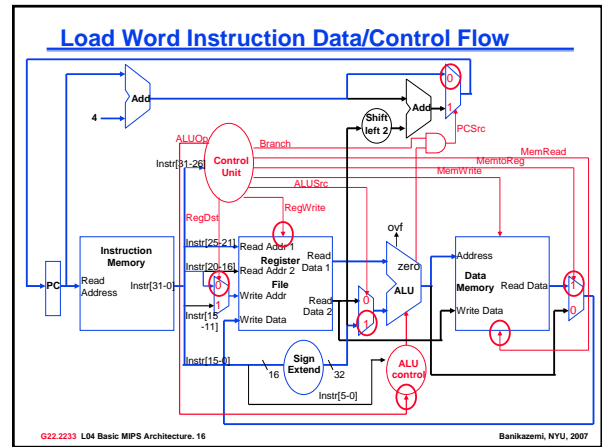 Load Word Instruction Data/Control Flow
0
Add
Add
1
4
Shift
left 2
PCSrc
ALUOp
Branch
MemRead
Instr[31-26]
Control
Unit
MemtoReg
MemWrite
ALUSrc
RegWrite
RegDst
ovf
Instruction
Memory
Instr[25-21]
Read Addr 1
Register
File
Read
Data 1
Address
zero
Instr[20-16]
Read Addr 2
Data
Memory
Read Data
1
PC
Read
Address
Instr[31-0]
0
Write Addr
ALU
Read
Data 2
0
1
0
Instr[15
-11]
Write Data
1
Write Data
Instr[15-0]
Sign
Extend
16
32
ALU
control
Instr[5-0]
G22.2233 L04 Basic MIPS Architecture. 16
Banikazemi, NYU, 2007